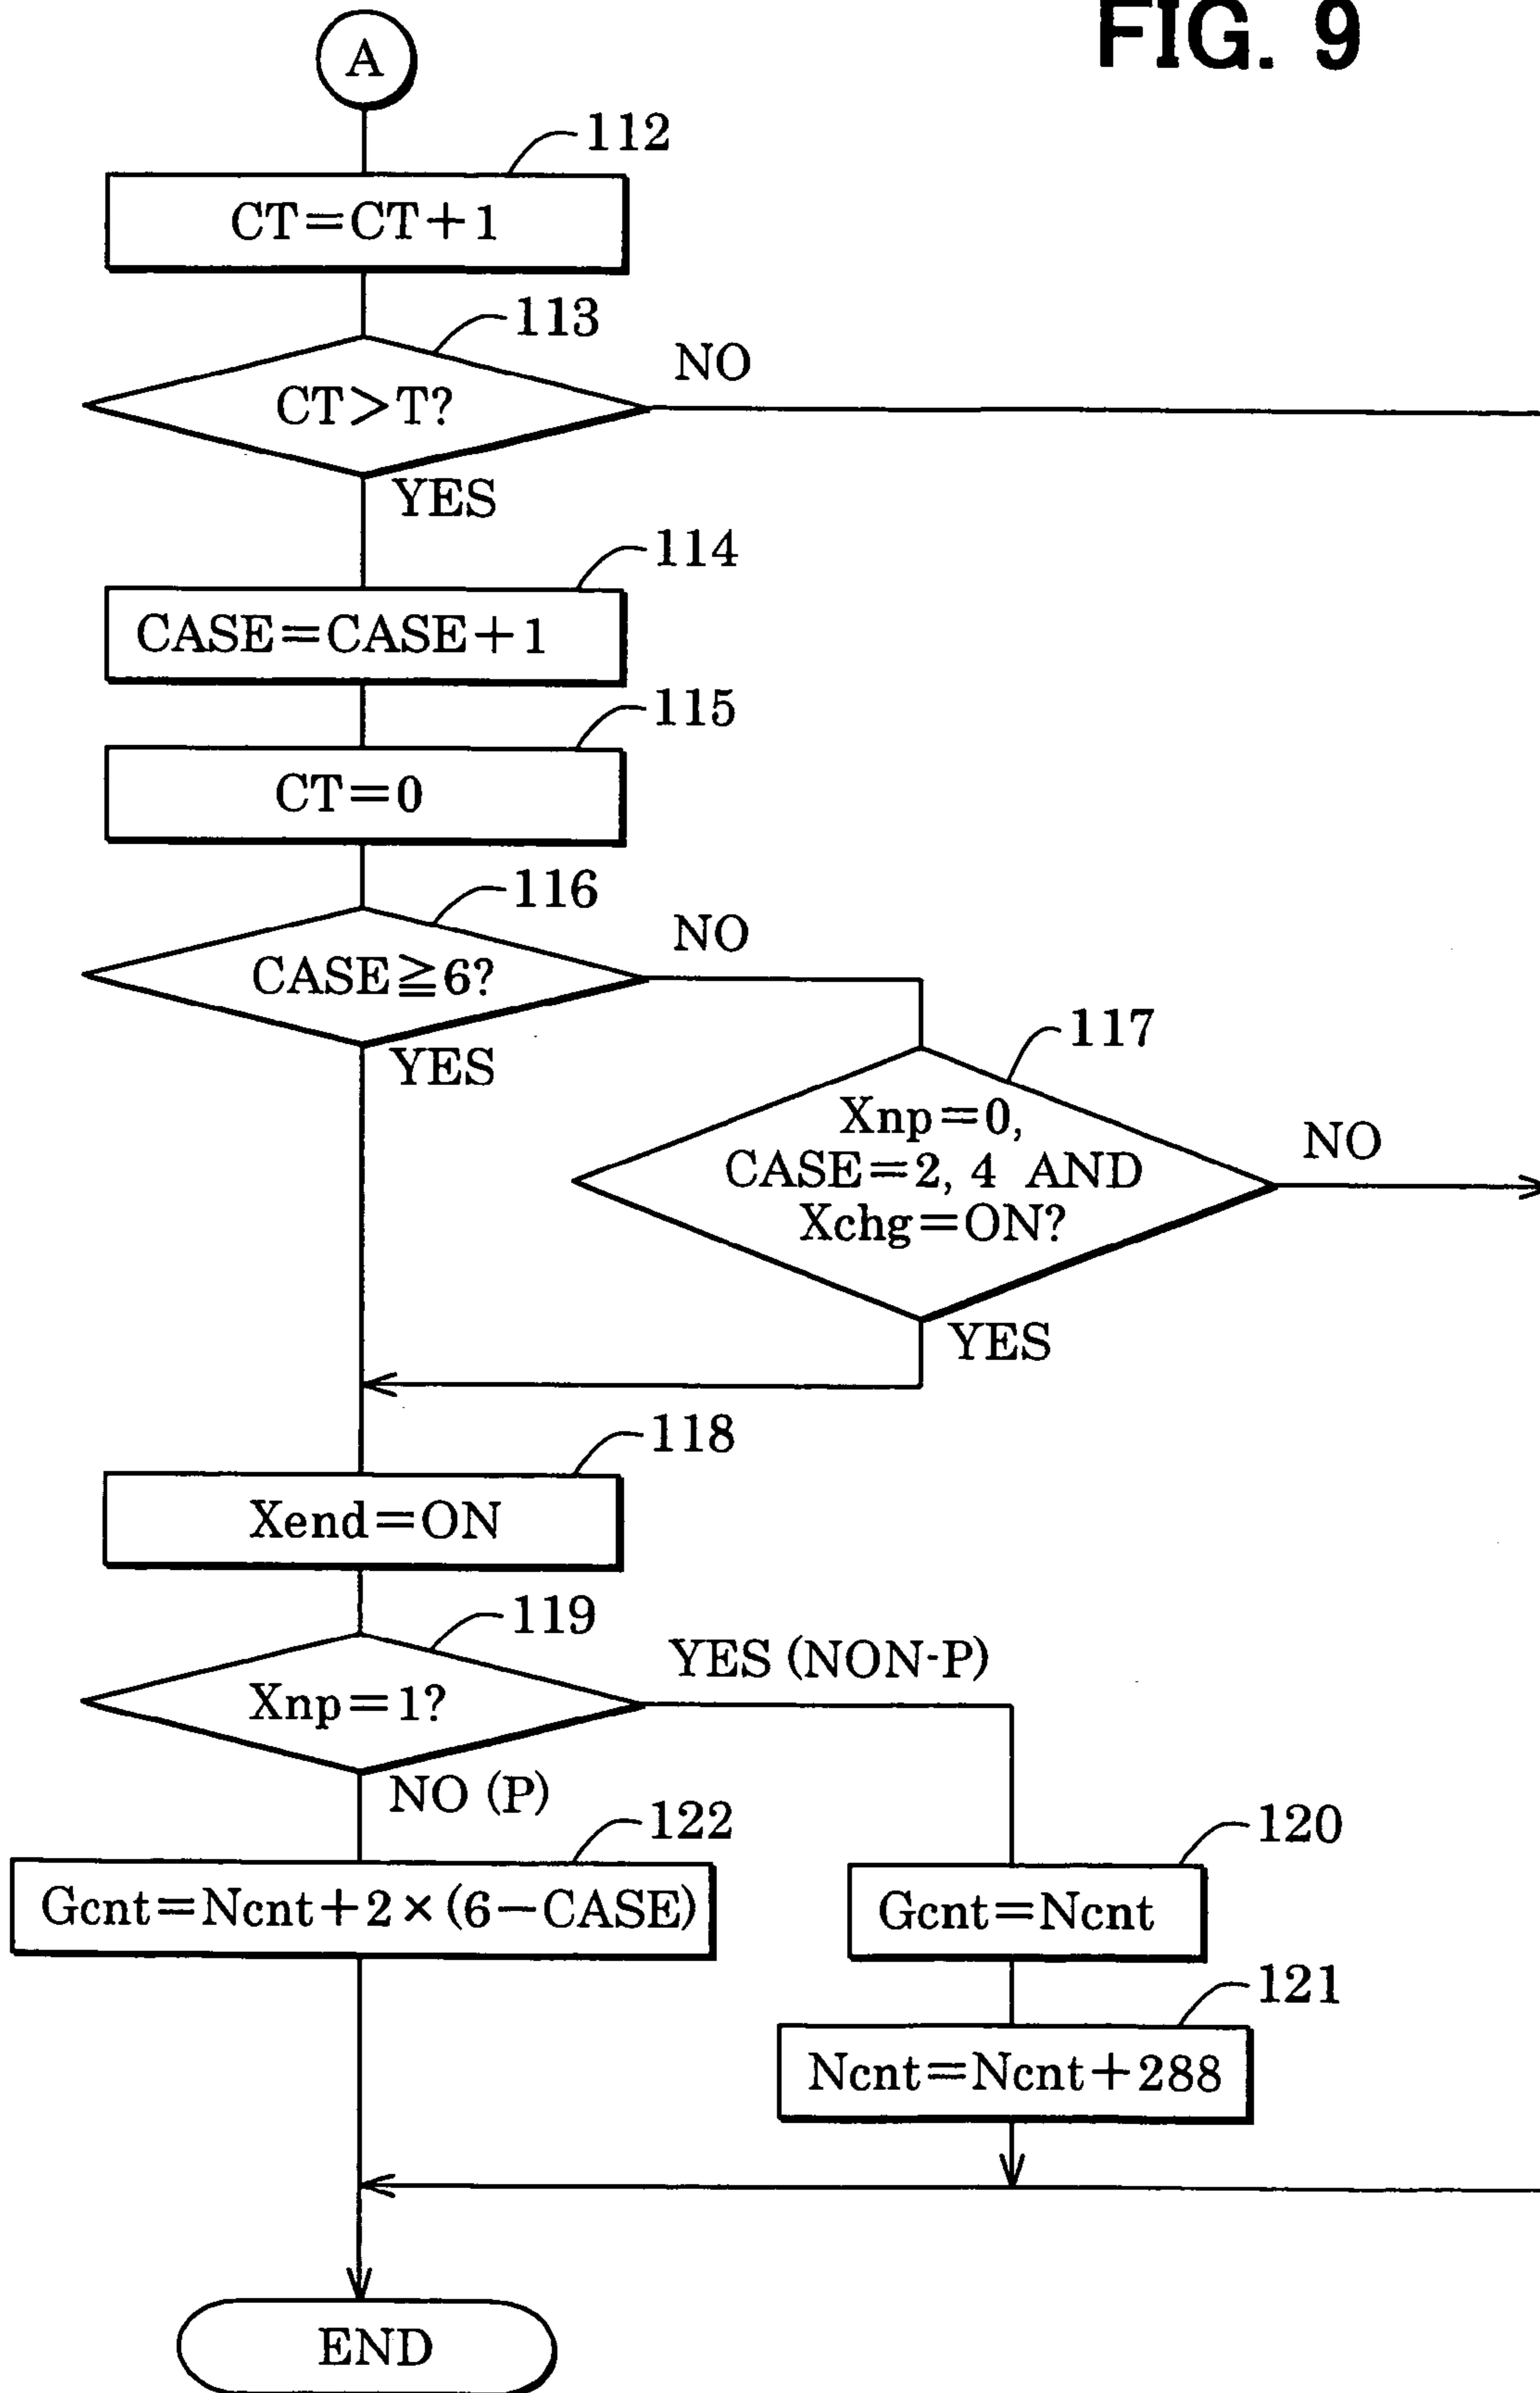 FIG. 9
A
112
CT=CT+1
113
NO
CT>T?
YES
114
CASE=CASE+1
115
CT=0
116
NO
CASE≧6?
YES
117
Xnp=0,
CASE=2, 4 AND
Xchg=ON?
NO
YES
118
Xend=ON
119
YES (NON-P)
Xnp=1?
NO (P)
122
Gcnt=Ncnt+2×(6−CASE)
120
Gcnt=Ncnt
121
Ncnt=Ncnt+288
END